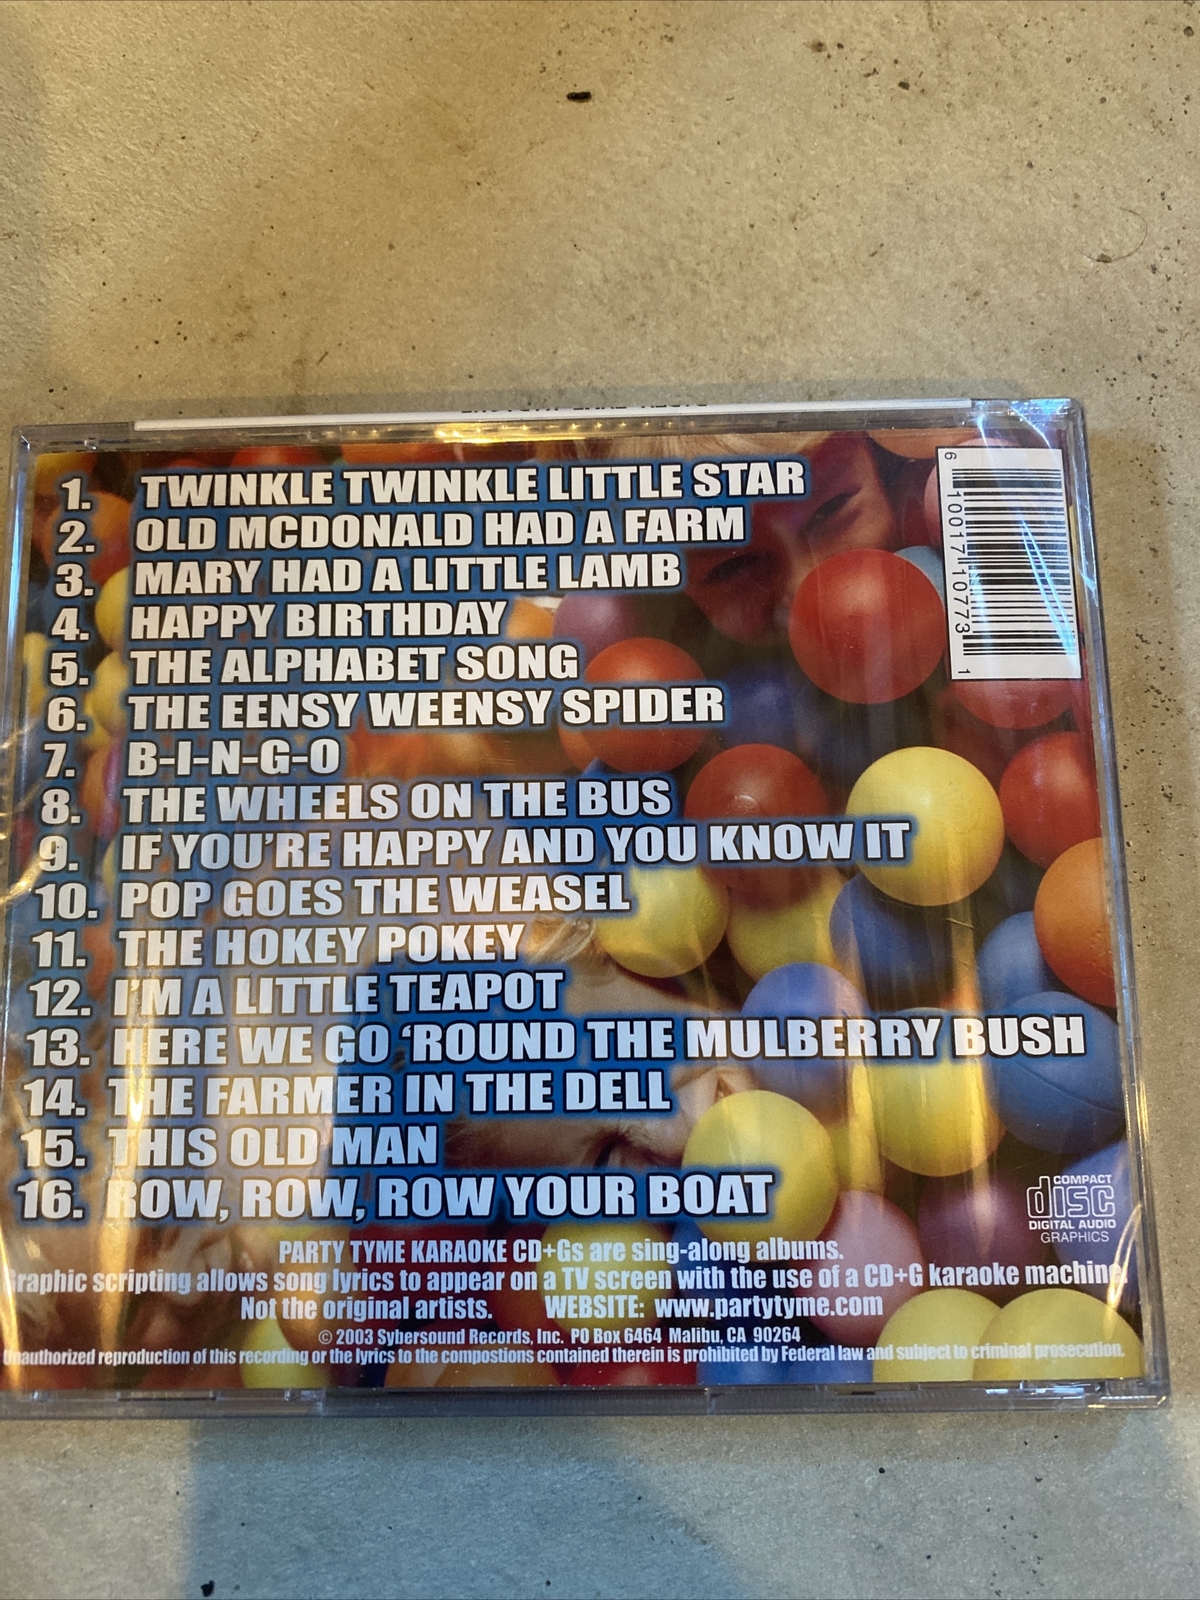 1. TWINKLE TWINKLE LITTLE STAR
2. OLD MCDONALD HAD A FARM
3. MARY HAD A LITTLE LAMB
4. HAPPY BIRTHDAY
5. THE ALPHABET SONG
6. THE EENSY WEENSY SPIDER
7. B-I-N-G-O
8. THE WHEELS ON THE BUS
9. IF YOU'RE HAPPY AND YOU KNOW IT
10. POP GOES THE WEASEL
11. THE HOKEY POKEY
12. I'M A LITTLE TEAPOT
13. HERE WE GO 'ROUND THE MULBERRY BUSH
14. THE FARMER IN THE DELL
15. THIS OLD MAN
16. ROW, ROW, ROW YOUR BOAT
6 10017 10773 1
COMPACT
disc
DIGITAL AUDIO
GRAPHICS
PARTY TYME KARAOKE CD+Gs are sing-along albums.
Graphic scripting allows song lyrics to appear on a TV screen with the use of a CD+G karaoke machine.
Not the original artists. WEBSITE: www.partytyme.com
© 2003 Sybersound Records, Inc. PO Box 6464 Malibu, CA 90264
Unauthorized reproduction of this recording or the lyrics to the compostions contained therein is prohibited by Federal law and subject to criminal prosecution.